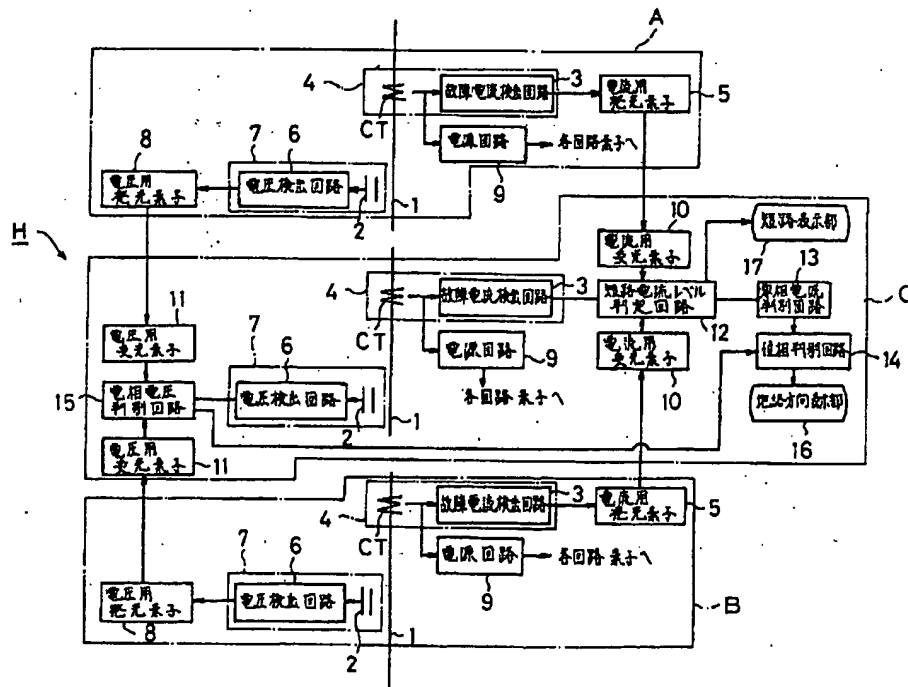 A
4
3
故障電流検出回路
CT
電流用
発光素子
5
電源回路
各回路素子へ
9
8
電圧用
発光素子
7
6
電圧検出回路
2
1
H
10
電流用
受光素子
短絡表示部
17
13
4
3
故障電流検出回路
CT
短絡電流レベル
判定回路
12
零相電流
判別回路
C
11
電圧用
受光素子
7
6
電源回路
9
電流用
受光素子
10
位相判別回路
14
15
零相電圧
判別回路
電圧検出回路
2
1
各回路素子へ
地絡方向表示部
16
電圧用
受光素子
11
4
3
故障電流検出回路
CT
電流用
発光素子
5
7
6
電源回路
各回路素子へ
9
電圧用
発光素子
8
電圧検出回路
2
1
B